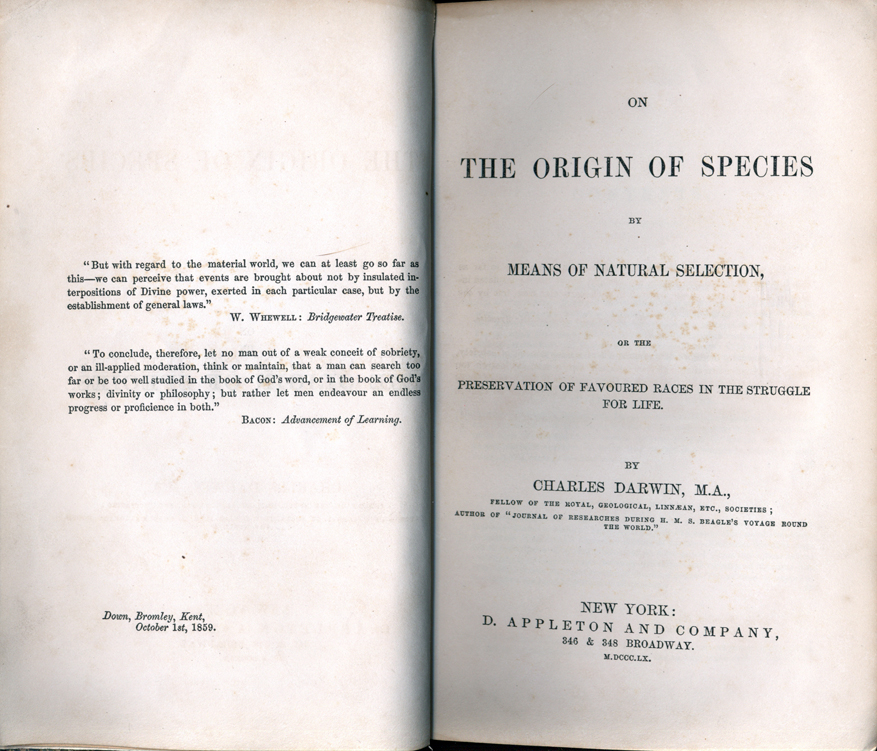 "But with regard to the material world, we can at least go so far as
this—we can perceive that events are brought about not by insulated in-
terpositions of Divine power, exerted in each particular case, but by the
establishment of general laws."
W. WHEWELL: Bridgewater Treatise.
"To conclude, therefore, let no man out of a weak conceit of sobriety,
or an ill-applied moderation, think or maintain, that a man can search too
far or be too well studied in the book of God's word, or in the book of God's
works; divinity or philosophy; but rather let men endeavour an endless
progress or proficience in both."
BACON: Advancement of Learning.
Down, Bromley, Kent,
October 1st, 1859.
ON
THE ORIGIN OF SPECIES
BY
MEANS OF NATURAL SELECTION,
OR THE
PRESERVATION OF FAVOURED RACES IN THE STRUGGLE
FOR LIFE.
BY
CHARLES DARWIN, M.A.,
FELLOW OF THE ROYAL, GEOLOGICAL, LINNÆAN, ETC., SOCIETIES;
AUTHOR OF "JOURNAL OF RESEARCHES DURING H. M. S. BEAGLE'S VOYAGE ROUND
THE WORLD."
NEW YORK:
D. APPLETON AND COMPANY,
346 & 348 BROADWAY.
M.DCCC.LX.